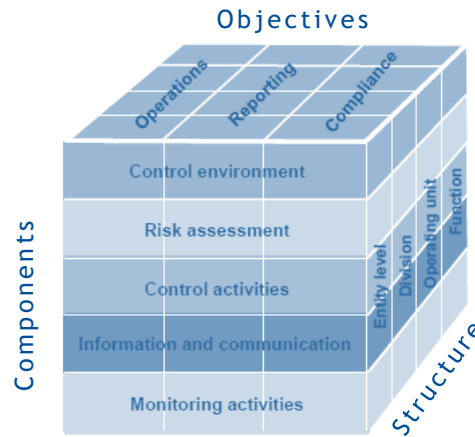 Objectives
Operations
Reporting
Compliance
Components
Control environment
Risk assessment
Control activities
Information and communication
Monitoring activities
Entity level
Division
Operating unit
Function
Structure